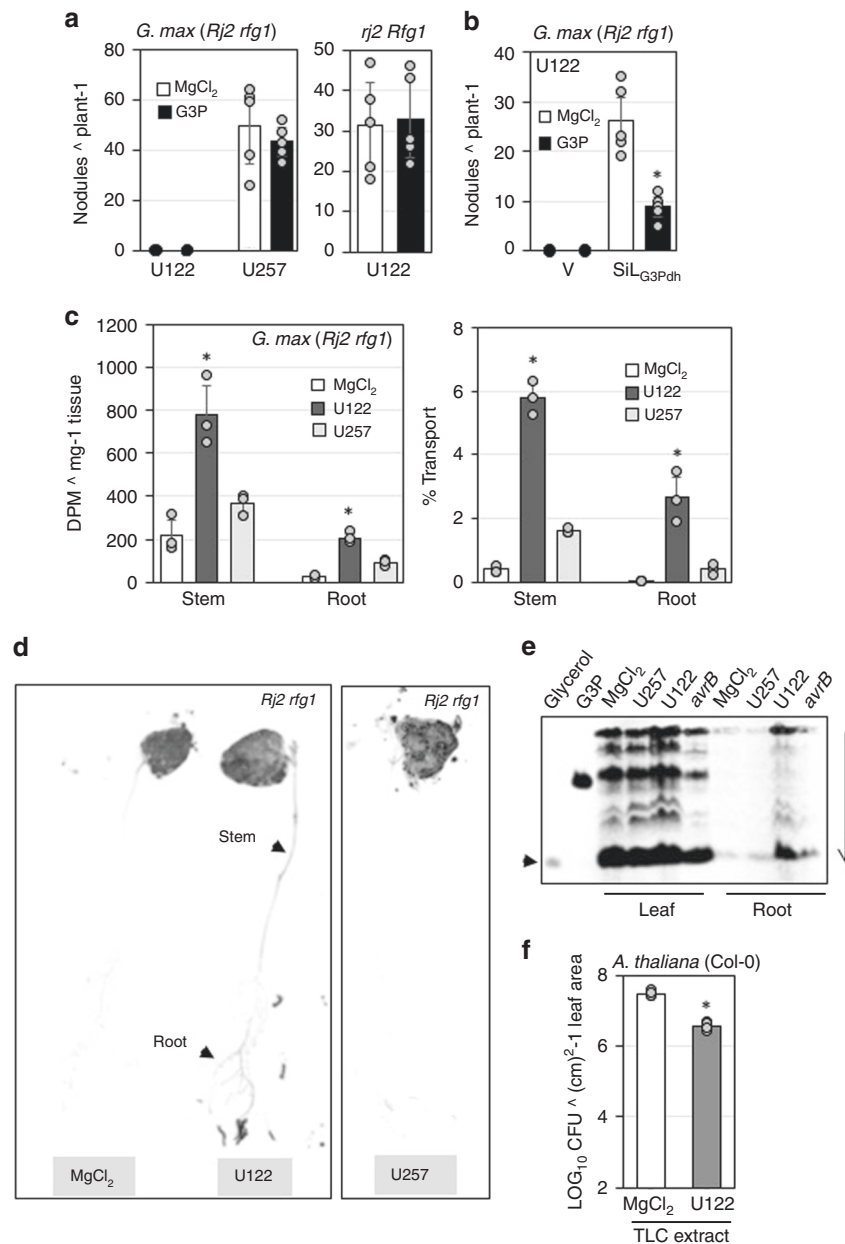 a
G. max (Rj2 rfg1)
rj2 Rfg1
Nodules ^ plant-1
80
60
40
20
0
MgCl₂
G3P
U122
U257
50
40
30
20
10
0
U122
b
G. max (Rj2 rfg1)
Nodules ^ plant-1
40
30
20
10
0
U122
MgCl₂
G3P
*
V
SiL_G3Pdh
c
DPM ^ mg-1 tissue
1200
1000
800
600
400
200
0
G. max (Rj2 rfg1)
*
MgCl₂
U122
U257
*
Stem
Root
% Transport
8
6
4
2
0
*
MgCl₂
U122
U257
*
Stem
Root
d
Rj2 rfg1
Rj2 rfg1
Stem
Root
MgCl₂
U122
U257
e
Glycerol
G3P
MgCl₂
U257
U122
avrB
MgCl₂
U257
U122
avrB
Leaf
Root
f
A. thaliana (Col-0)
LOG₁₀ CFU ^ (cm)²-1 leaf area
8
6
4
2
*
MgCl₂
U122
TLC extract